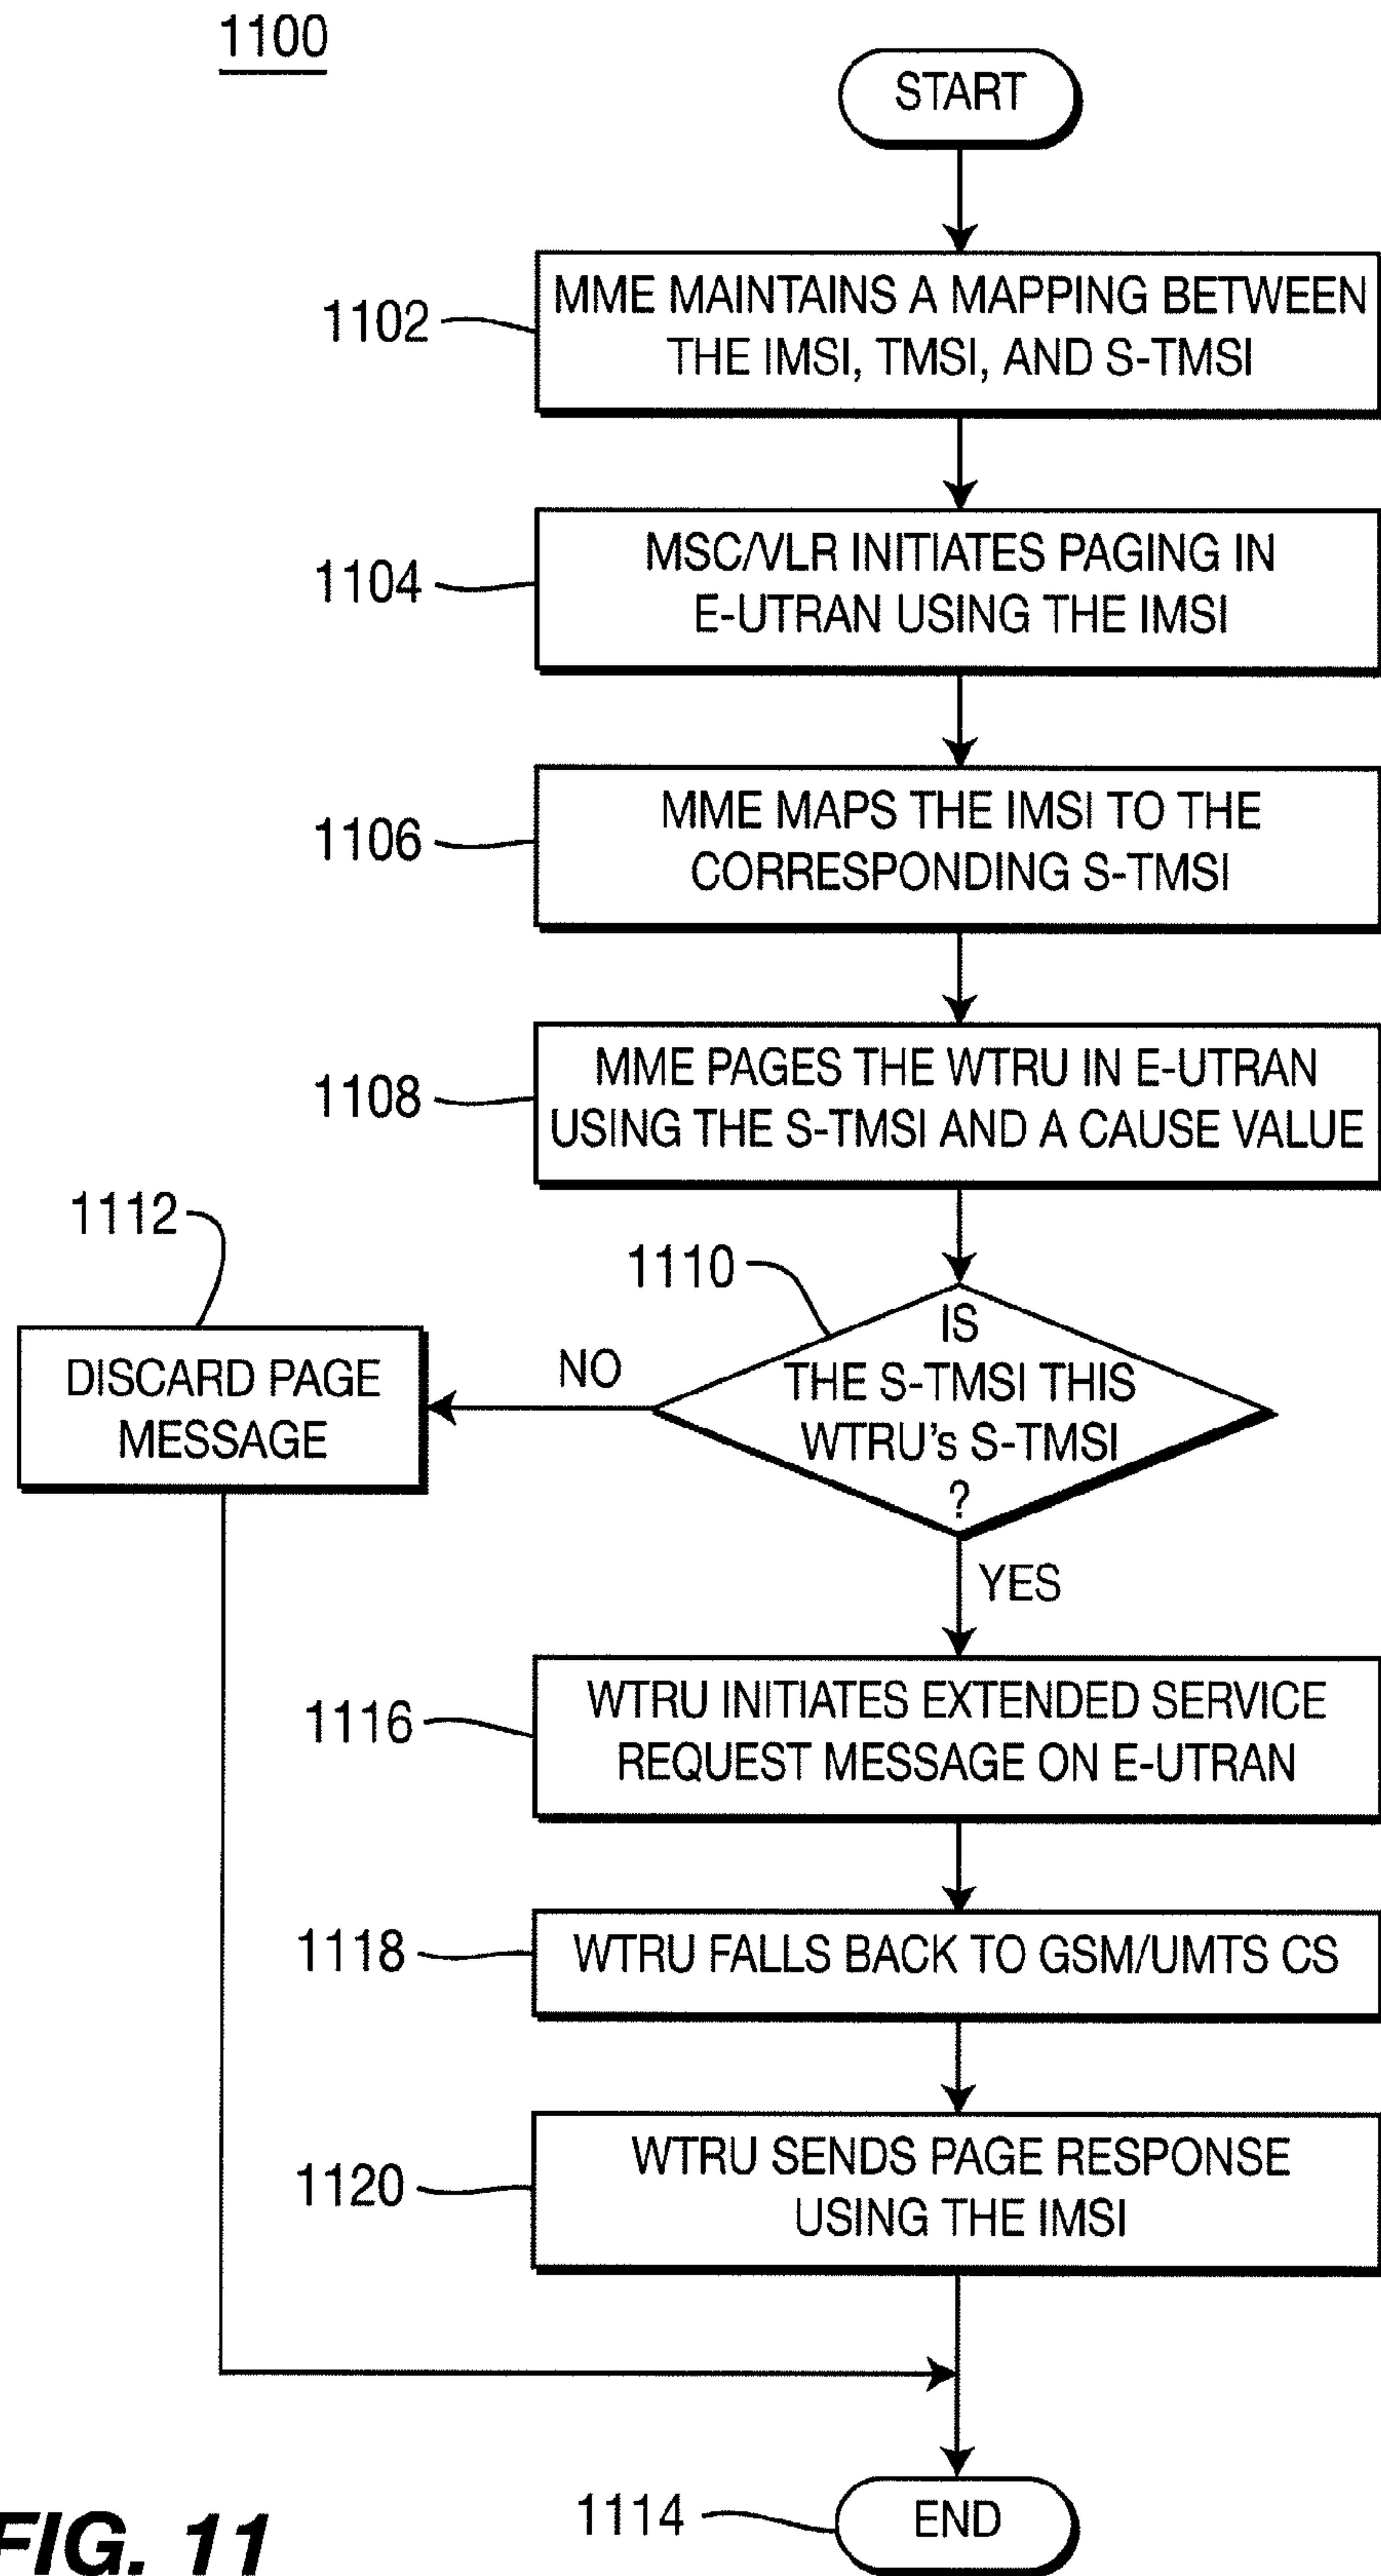 1100
START
1102
MME MAINTAINS A MAPPING BETWEEN
THE IMSI, TMSI, AND S-TMSI
1104
MSC/VLR INITIATES PAGING IN
E-UTRAN USING THE IMSI
1106
MME MAPS THE IMSI TO THE
CORRESPONDING S-TMSI
1108
MME PAGES THE WTRU IN E-UTRAN
USING THE S-TMSI AND A CAUSE VALUE
1110
IS
THE S-TMSI THIS
WTRU's S-TMSI
?
NO
1112
DISCARD PAGE
MESSAGE
YES
1116
WTRU INITIATES EXTENDED SERVICE
REQUEST MESSAGE ON E-UTRAN
1118
WTRU FALLS BACK TO GSM/UMTS CS
1120
WTRU SENDS PAGE RESPONSE
USING THE IMSI
1114
END
FIG. 11